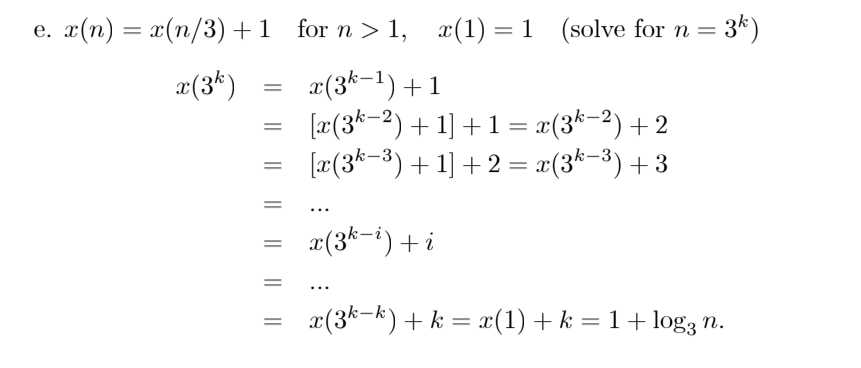 e. x(n) = x(n/3) + 1 for n > 1, x(1) = 1 (solve for n = 3^k)
x(3^k) = x(3^{k−1}) + 1
= [x(3^{k−2}) + 1] + 1 = x(3^{k−2}) + 2
= [x(3^{k−3}) + 1] + 2 = x(3^{k−3}) + 3
= ...
= x(3^{k−i}) + i
= ...
= x(3^{k−k}) + k = x(1) + k = 1 + log_3 n.